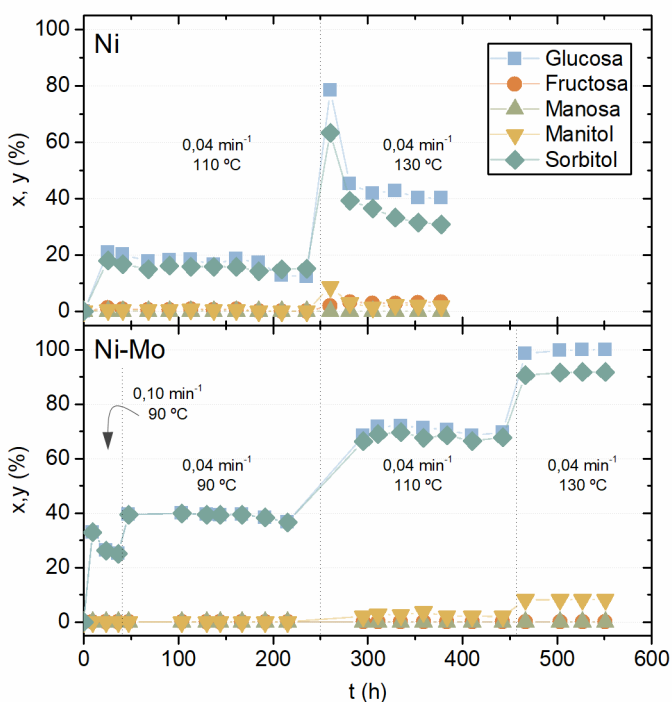 100
Ni
Glucosa
Fructosa
Manosa
Manitol
Sorbitol
80
60
40
20
0
x, y (%)
0,04 min⁻¹
110 ºC
0,04 min⁻¹
130 ºC
100
Ni-Mo
80
60
40
20
0
x,y (%)
0,10 min⁻¹
90 ºC
0,04 min⁻¹
90 ºC
0,04 min⁻¹
110 ºC
0,04 min⁻¹
130 ºC
0 100 200 300 400 500 600
t (h)